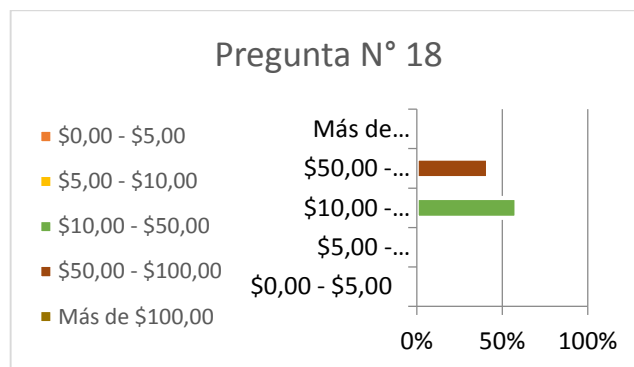 Pregunta N° 18
$0,00 - $5,00
$5,00 - $10,00
$10,00 - $50,00
$50,00 - $100,00
Más de $100,00
Más de...
$50,00 -...
$10,00 -...
$5,00 -...
$0,00 - $5,00
0% 50% 100%